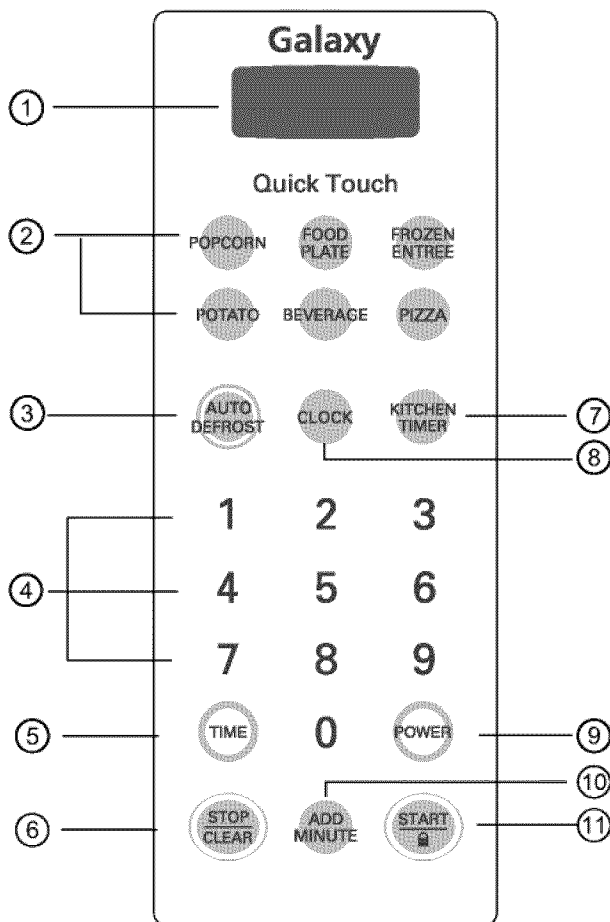 Galaxy
1
Quick Touch
2
POPCORN
FOOD
PLATE
FROZEN
ENTREE
POTATO
BEVERAGE
PIZZA
3
AUTO
DEFROST
CLOCK
KITCHEN
TIMER
7
8
1 2 3
4
4 5 6
7 8 9
5
TIME
0
POWER
9
10
6
STOP
CLEAR
ADD
MINUTE
START
11